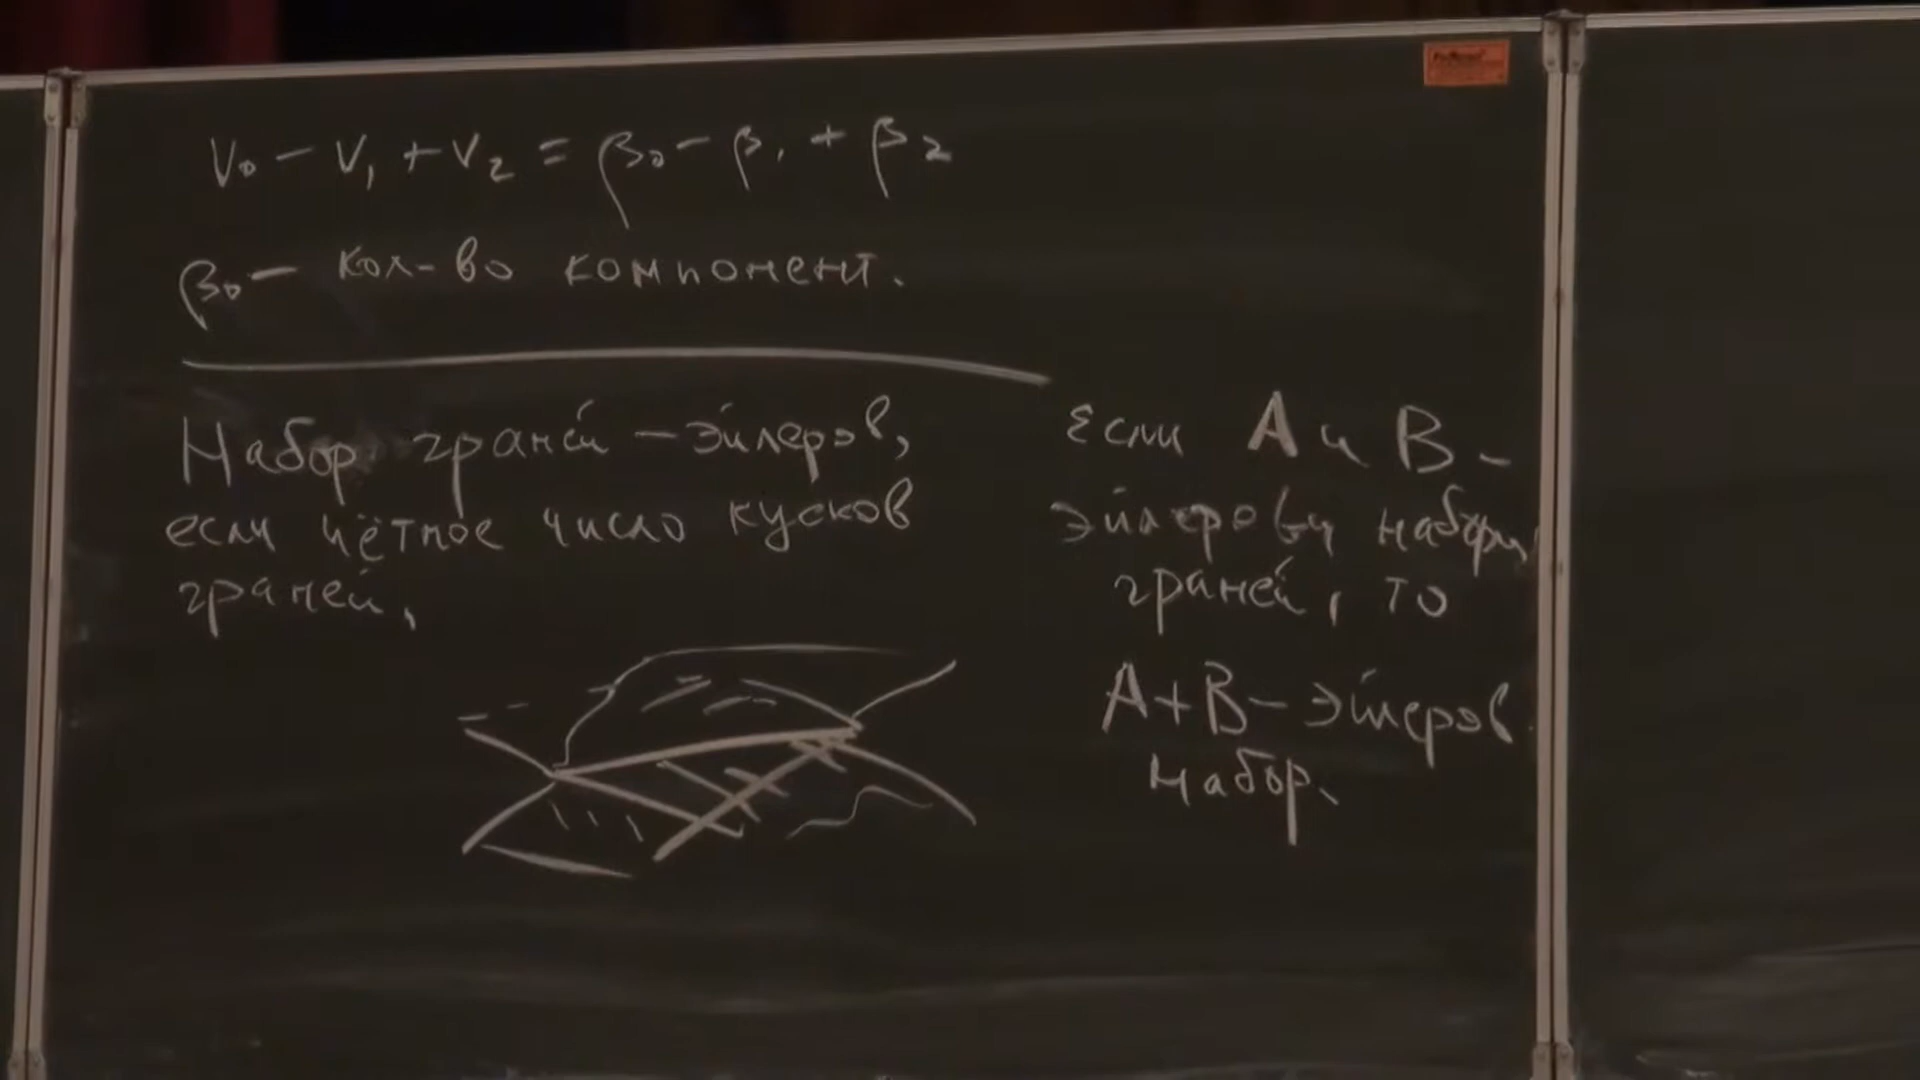 V₀ – V₁ + V₂ = β₀ – β₁ + β₂
β₀ – кол-во компонент.
Набор граней – эйлеров,
если чётное число кусков
граней,
если A и B –
эйлеровы наборы
граней, то
A+B – эйлеров
набор.